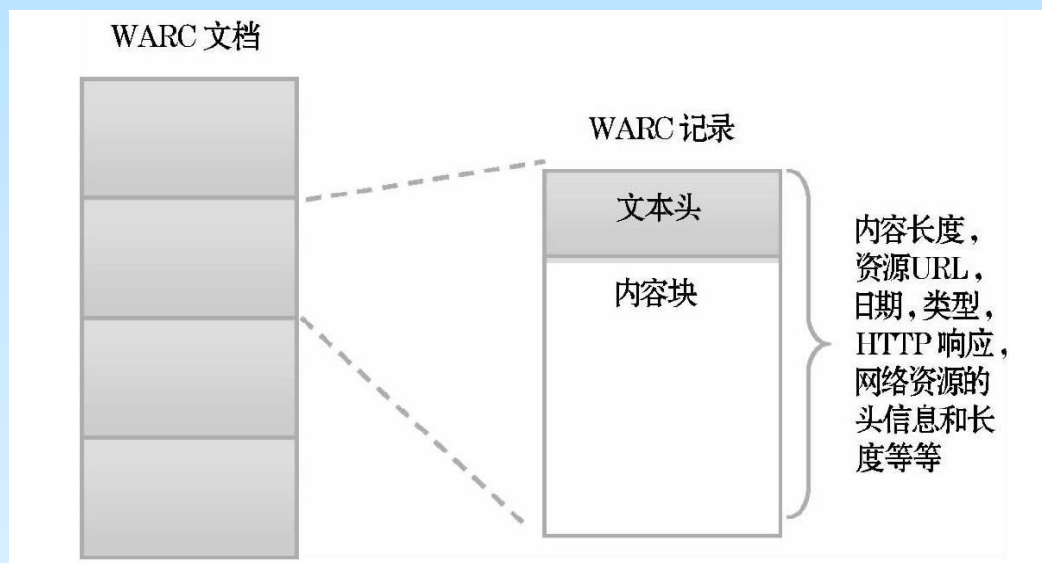 WARC 文档
WARC 记录
文本头
内容块
内容长度,
资源URL,
日期,类型,
HTTP 响应,
网络资源的
头信息和长
度等等